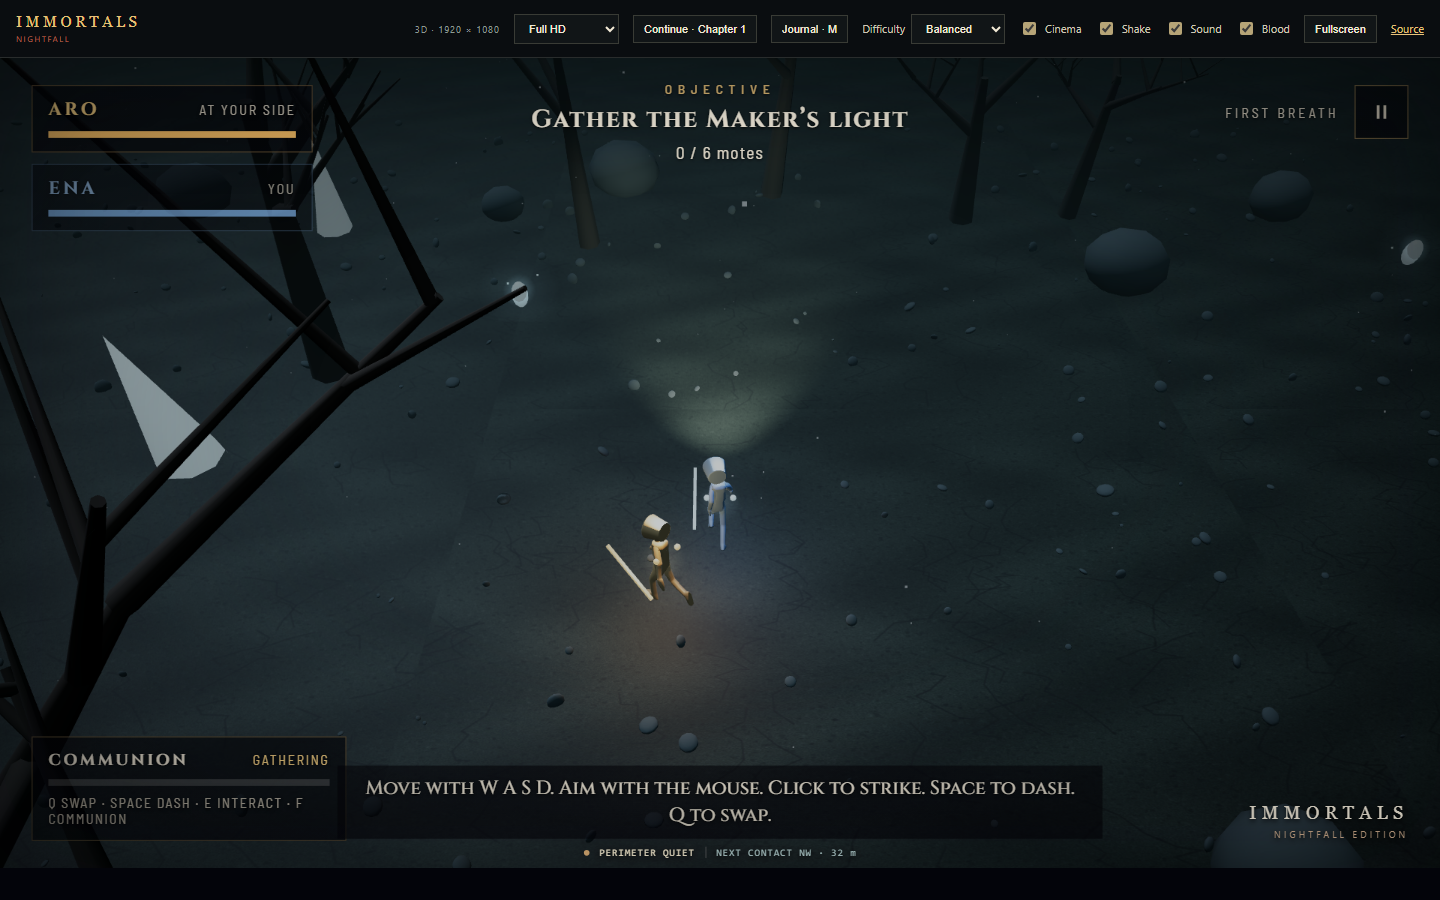 IMMORTALS
NIGHTFALL
3D · 1920 × 1080
Full HD
Continue · Chapter 1
Journal · M
Difficulty
Balanced
Cinema
Shake
Sound
Blood
Fullscreen
Source
ARO
AT YOUR SIDE
ENA
YOU
OBJECTIVE
GATHER THE MAKER’S LIGHT
0 / 6 motes
FIRST BREATH
COMMUNION
GATHERING
Q SWAP · SPACE DASH · E INTERACT · F
COMMUNION
MOVE WITH W A S D. AIM WITH THE MOUSE. CLICK TO STRIKE. SPACE TO DASH.
Q TO SWAP.
PERIMETER QUIET
NEXT CONTACT NW · 32 m
IMMORTALS
NIGHTFALL EDITION